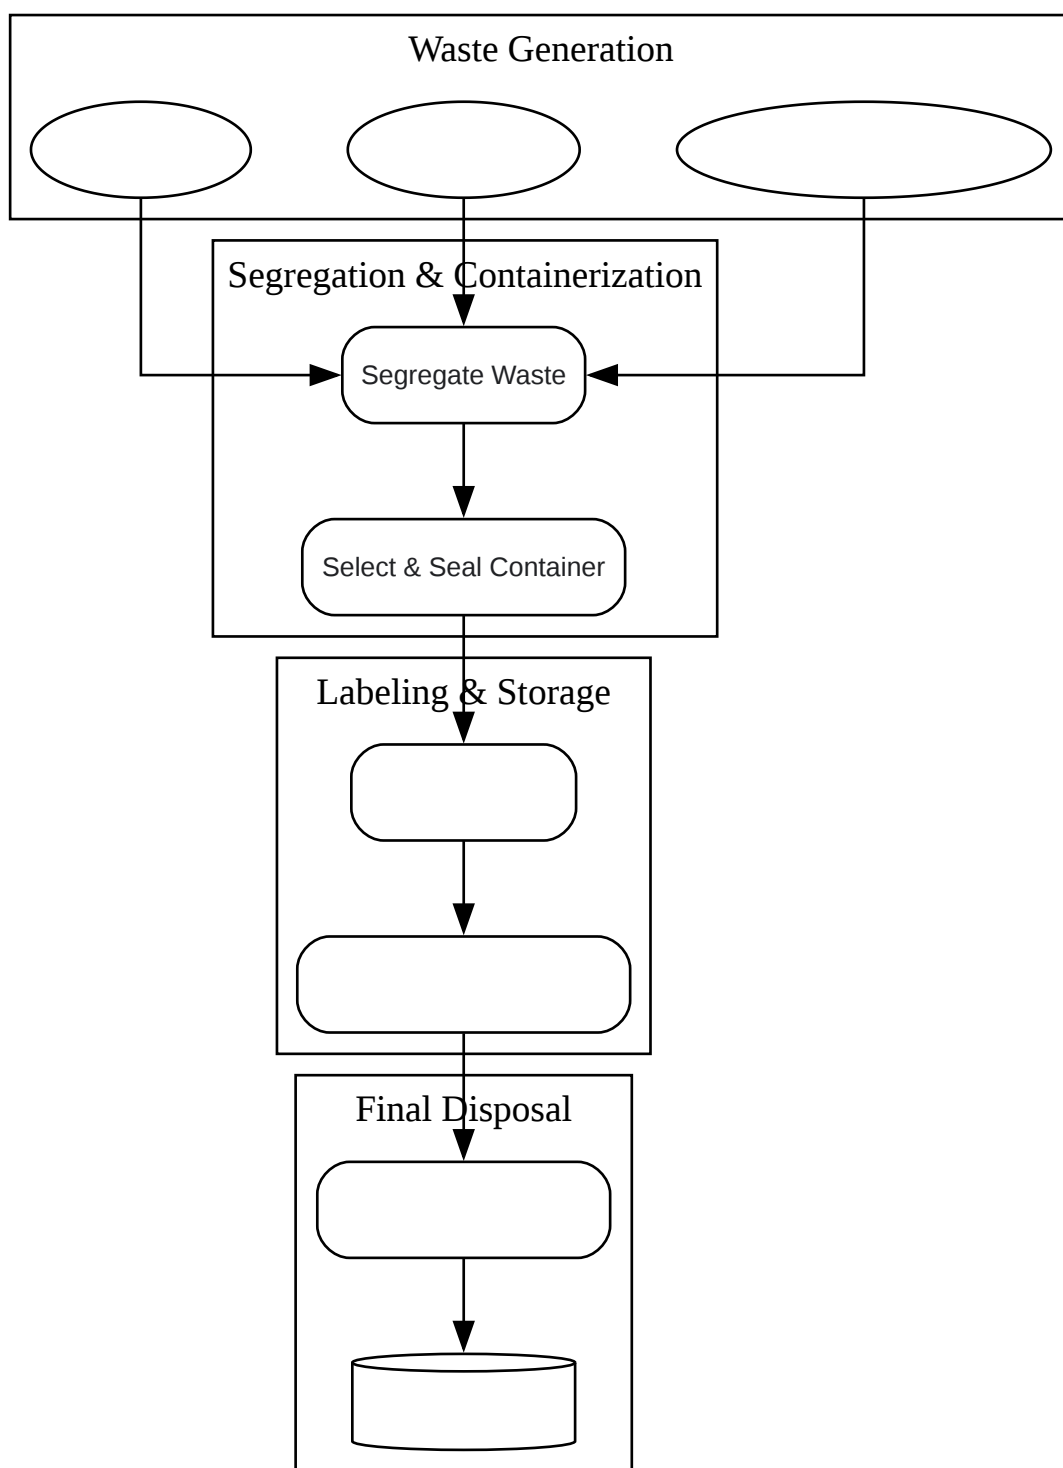 Waste Generation
Segregation & Containerization
Segregate Waste
Select & Seal Container
Labeling & Storage
Final Disposal